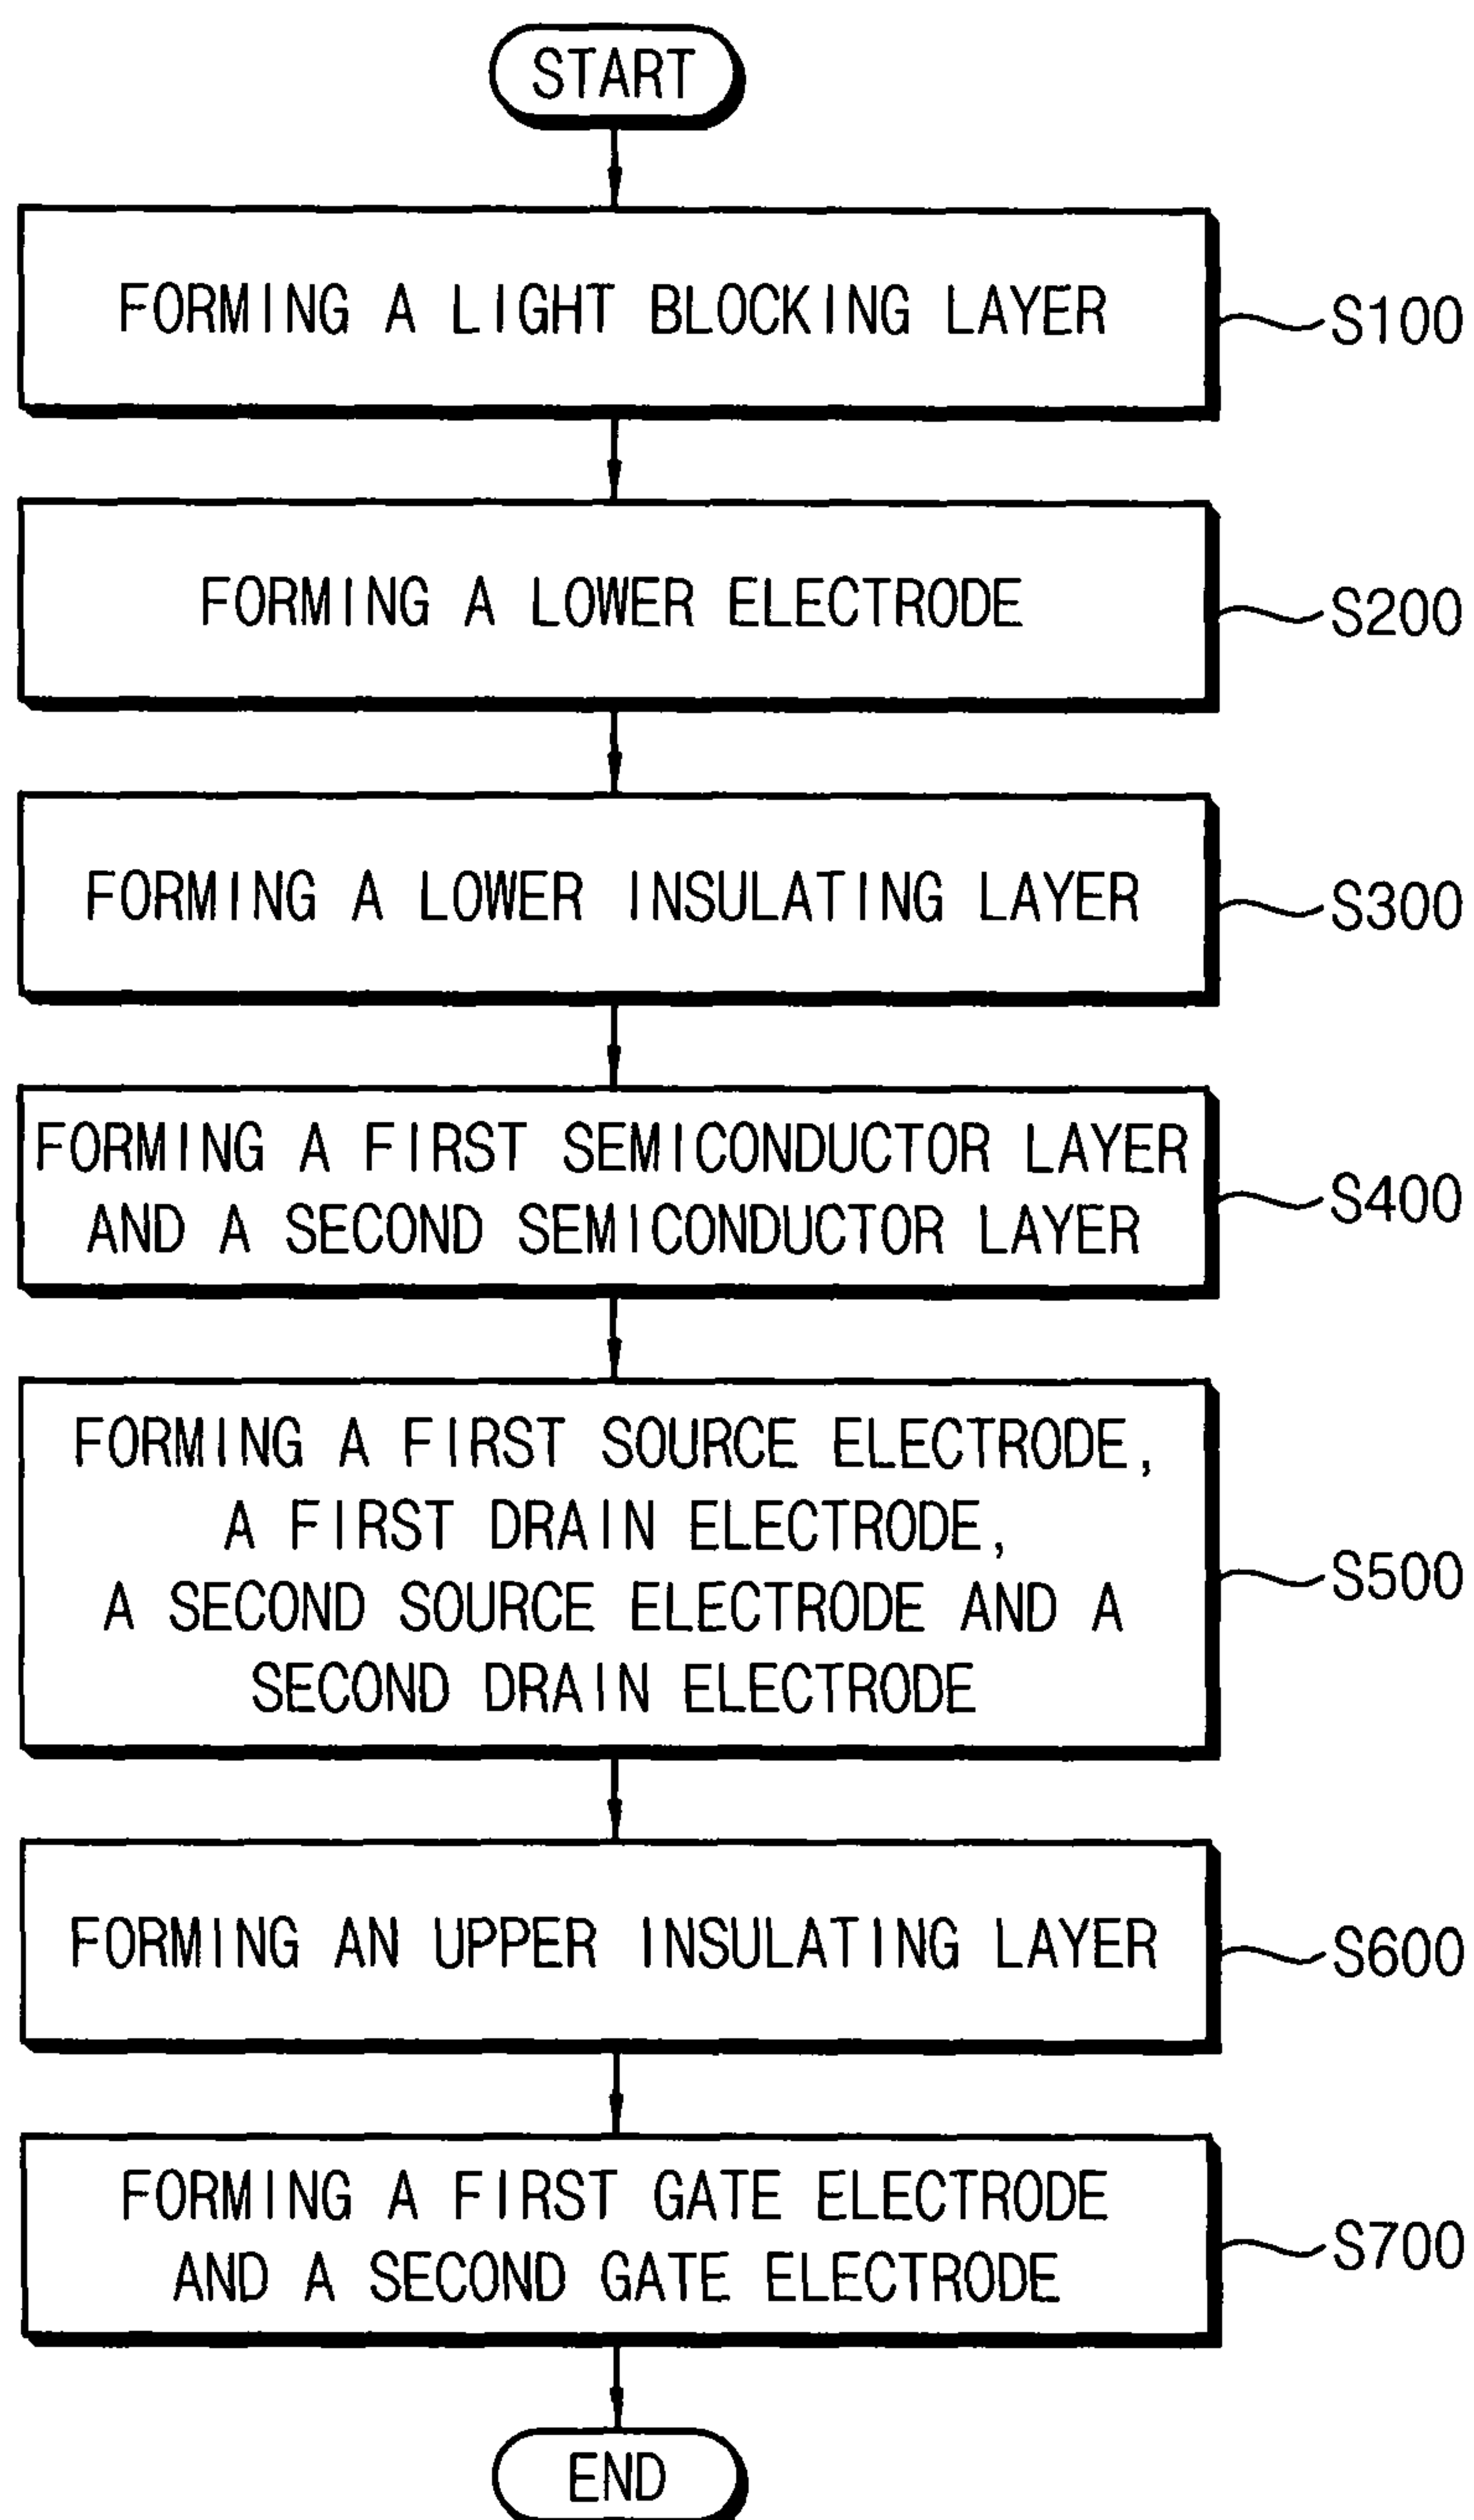 START
FORMING A LIGHT BLOCKING LAYER
S100
FORMING A LOWER ELECTRODE
S200
FORMING A LOWER INSULATING LAYER
S300
FORMING A FIRST SEMICONDUCTOR LAYER
AND A SECOND SEMICONDUCTOR LAYER
S400
FORMING A FIRST SOURCE ELECTRODE,
A FIRST DRAIN ELECTRODE,
A SECOND SOURCE ELECTRODE AND A
SECOND DRAIN ELECTRODE
S500
FORMING AN UPPER INSULATING LAYER
S600
FORMING A FIRST GATE ELECTRODE
AND A SECOND GATE ELECTRODE
S700
END